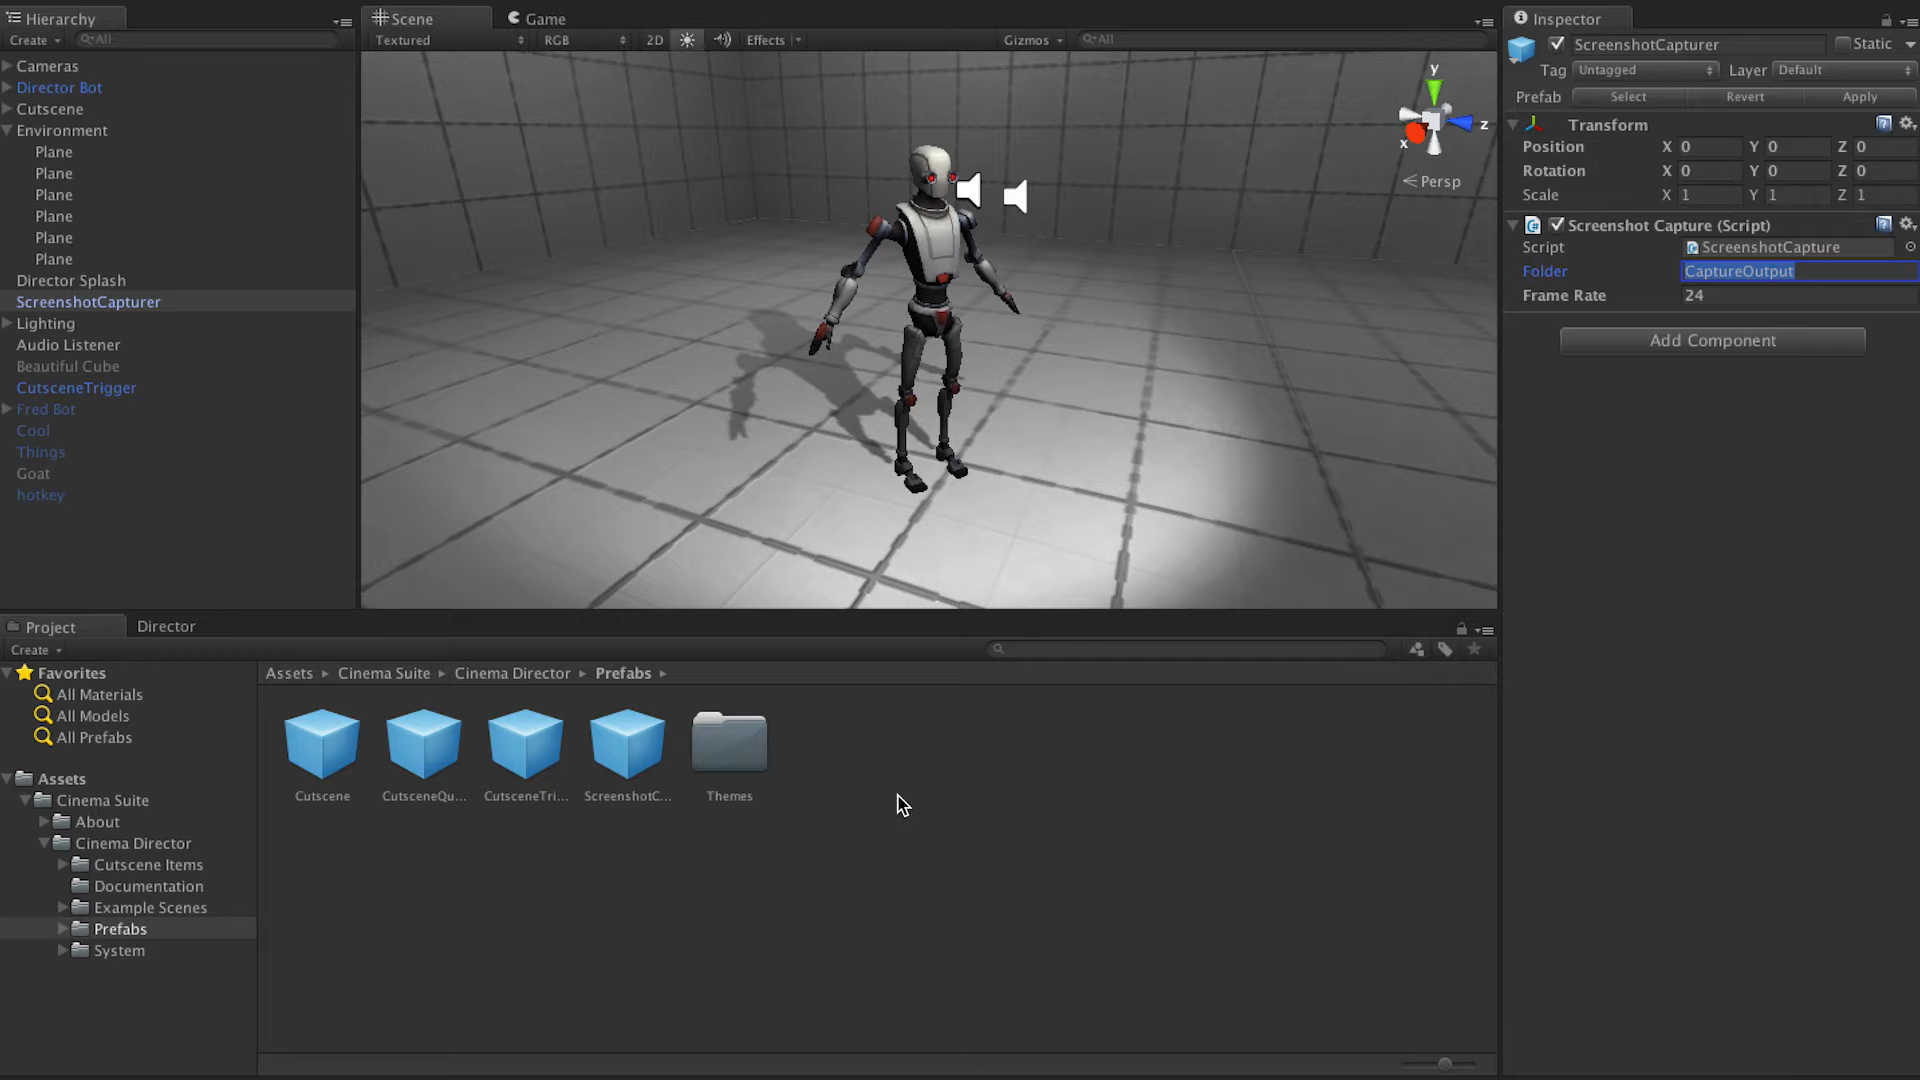 Hierarchy
Create
All
Cameras
Director Bot
Cutscene
Environment
Plane
Plane
Plane
Plane
Plane
Plane
Director Splash
ScreenshotCapturer
Lighting
Audio Listener
Beautiful Cube
CutsceneTrigger
Fred Bot
Cool
Things
Goat
hotkey
Scene
Game
Textured
RGB
2D
Effects
Gizmos
All
y
z
x
Persp
Inspector
ScreenshotCapturer
Static
Tag
Untagged
Layer
Default
Prefab
Select
Revert
Apply
Transform
Position X 0 Y 0 Z 0
Rotation X 0 Y 0 Z 0
Scale X 1 Y 1 Z 1
Screenshot Capture (Script)
Script
ScreenshotCapture
Folder
CaptureOutput
Frame Rate
24
Add Component
Project
Director
Create
Favorites
All Materials
All Models
All Prefabs
Assets
Cinema Suite
About
Cinema Director
Cutscene Items
Documentation
Example Scenes
Prefabs
System
Assets
Cinema Suite
Cinema Director
Prefabs
Cutscene
CutsceneQu...
CutsceneTri...
ScreenshotC...
Themes